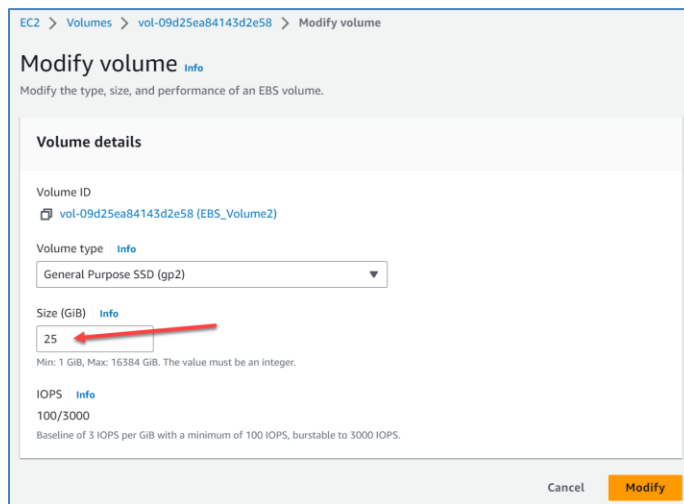 EC2 > Volumes > vol-09d25ea84143d2e58 > Modify volume
Modify volume Info
Modify the type, size, and performance of an EBS volume.
Volume details
Volume ID
vol-09d25ea84143d2e58 (EBS_Volume2)
Volume type Info
General Purpose SSD (gp2)
Size (GiB) Info
25
Min: 1 GiB, Max: 16384 GiB. The value must be an integer.
IOPS Info
100/3000
Baseline of 3 IOPS per GiB with a minimum of 100 IOPS, burstable to 3000 IOPS.
Cancel Modify